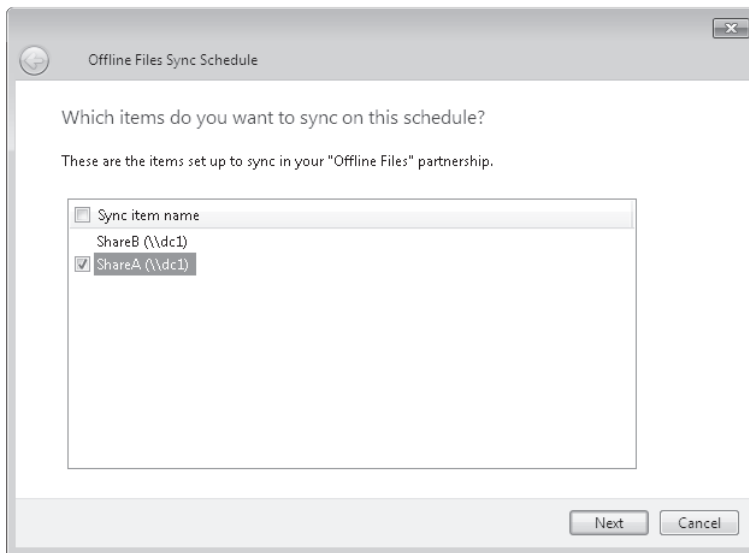 Offline Files Sync Schedule
Which items do you want to sync on this schedule?
These are the items set up to sync in your "Offline Files" partnership.
Sync item name
ShareB (\\dc1)
ShareA (\\dc1)
Next Cancel